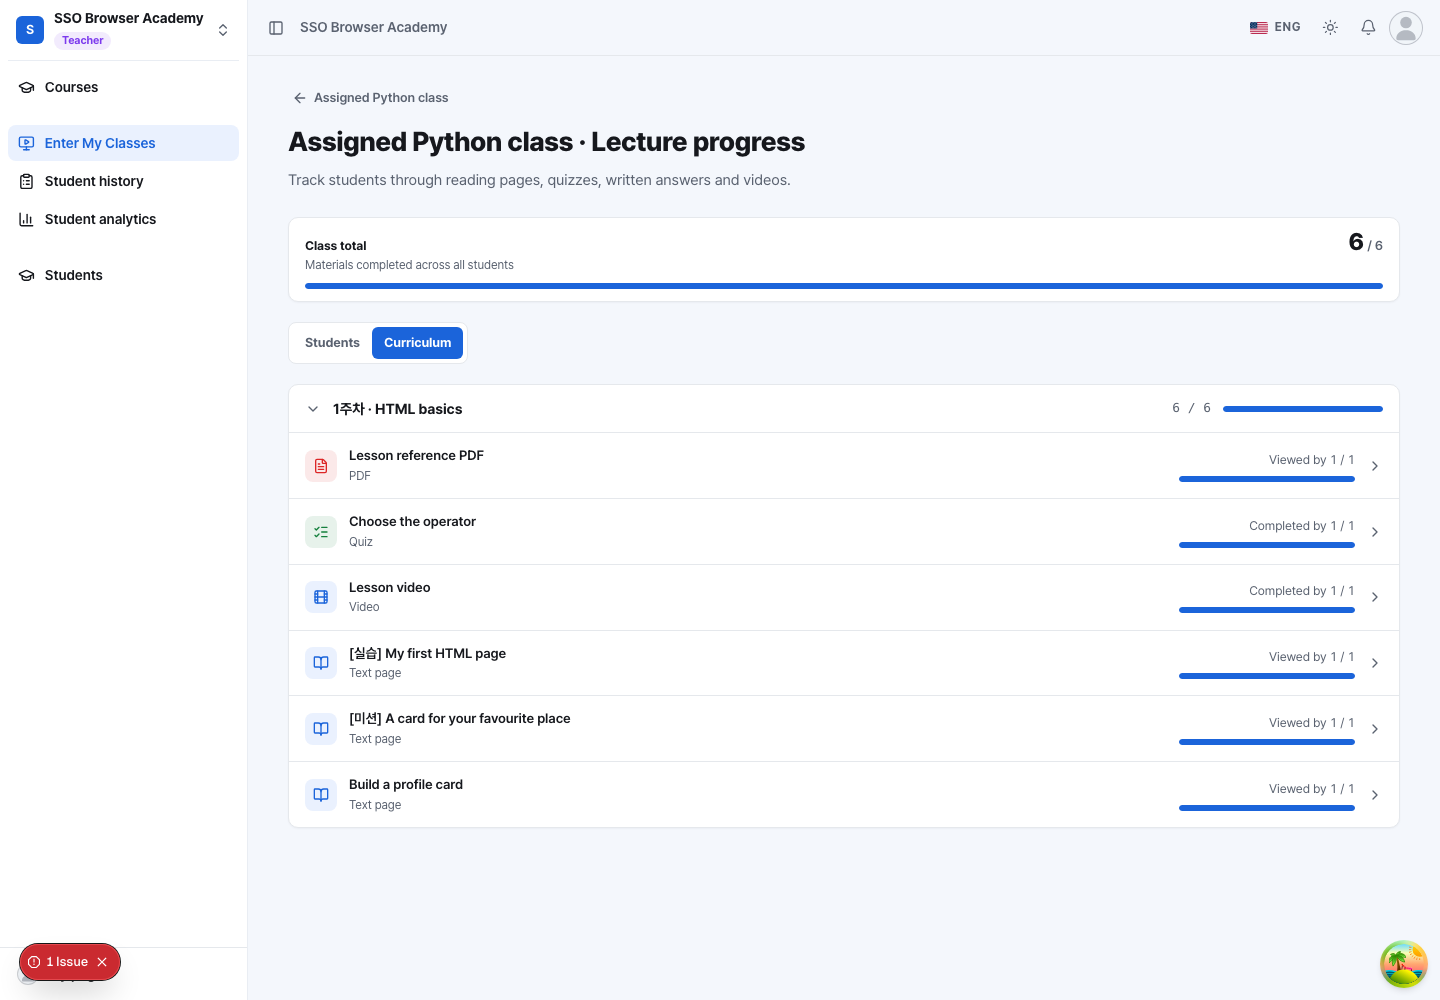 S
SSO Browser Academy
Teacher
Courses
Enter My Classes
Student history
Student analytics
Students
1 Issue
SSO Browser Academy
ENG
Assigned Python class
Assigned Python class · Lecture progress
Track students through reading pages, quizzes, written answers and videos.
Class total
6 / 6
Materials completed across all students
Students
Curriculum
1주차 · HTML basics
6 / 6
Lesson reference PDF
PDF
Viewed by 1 / 1
Choose the operator
Quiz
Completed by 1 / 1
Lesson video
Video
Completed by 1 / 1
[실습] My first HTML page
Text page
Viewed by 1 / 1
[미션] A card for your favourite place
Text page
Viewed by 1 / 1
Build a profile card
Text page
Viewed by 1 / 1